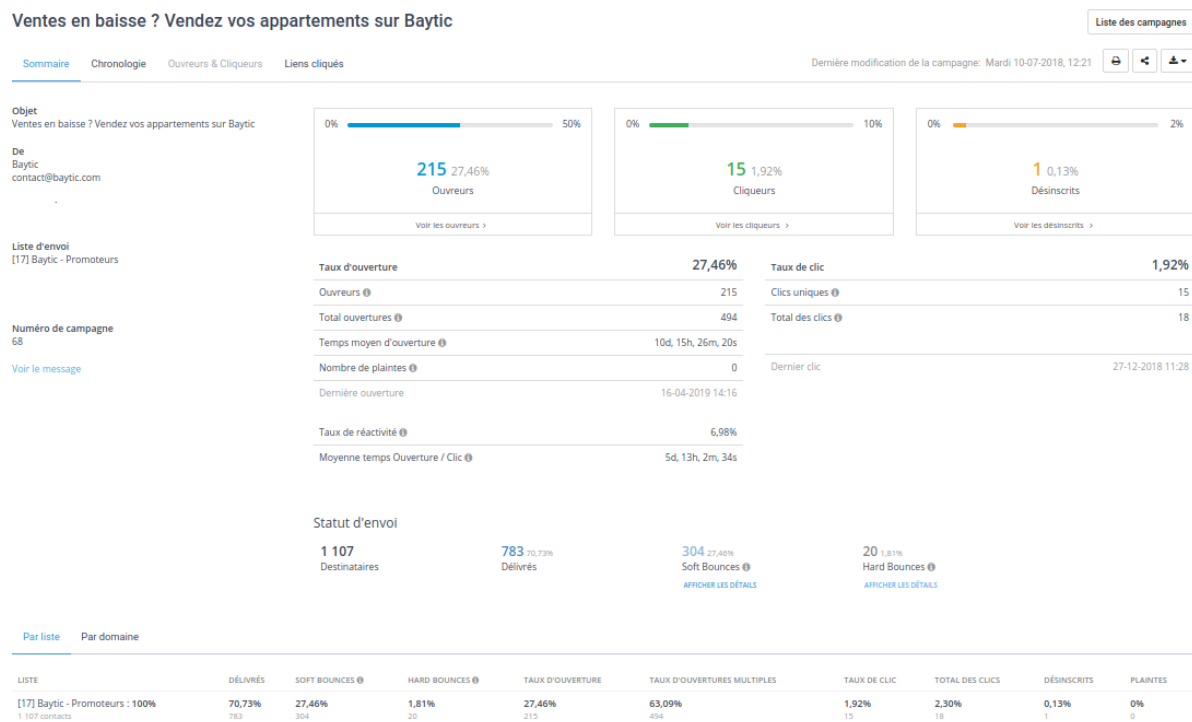 Ventes en baisse ? Vendez vos appartements sur Baytic
Liste des campagnes
Sommaire Chronologie Ouvreurs & Cliqueurs Liens cliqués
Dernière modification de la campagne: Mardi 10-07-2018, 12:21
Objet
Ventes en baisse ? Vendez vos appartements sur Baytic
De
Baytic
contact@baytic.com
Liste d'envoi
[17] Baytic - Promoteurs
Numéro de campagne
68
Voir le message
0% 50%
215 27,46%
Ouvreurs
Voir les ouvreurs >
0% 10%
15 1,92%
Cliqueurs
Voir les cliqueurs >
0% 2%
1 0,13%
Désinscrits
Voir les désinscrits >
Taux d'ouverture 27,46%
Ouvreurs 215
Total ouvertures 494
Temps moyen d'ouverture 10d, 15h, 26m, 20s
Nombre de plaintes 0
Dernière ouverture 16-04-2019 14:16
Taux de réactivité 6,98%
Moyenne temps Ouverture / Clic 5d, 13h, 2m, 34s
Taux de clic 1,92%
Clics uniques 15
Total des clics 18
Dernier clic 27-12-2018 11:28
Statut d'envoi
1 107
Destinataires
783 70,73%
Délivrés
304 27,46%
Soft Bounces
AFFICHER LES DÉTAILS
20 1,81%
Hard Bounces
AFFICHER LES DÉTAILS
Par liste Par domaine
LISTE DÉLIVRÉS SOFT BOUNCES HARD BOUNCES TAUX D'OUVERTURE TAUX D'OUVERTURES MULTIPLES TAUX DE CLIC TOTAL DES CLICS DÉSINSCRITS PLAINTES
[17] Baytic - Promoteurs : 100% 70,73% 27,46% 1,81% 27,46% 63,09% 1,92% 2,30% 0,13% 0%
1 107 contacts 783 304 20 215 494 15 18 1 0